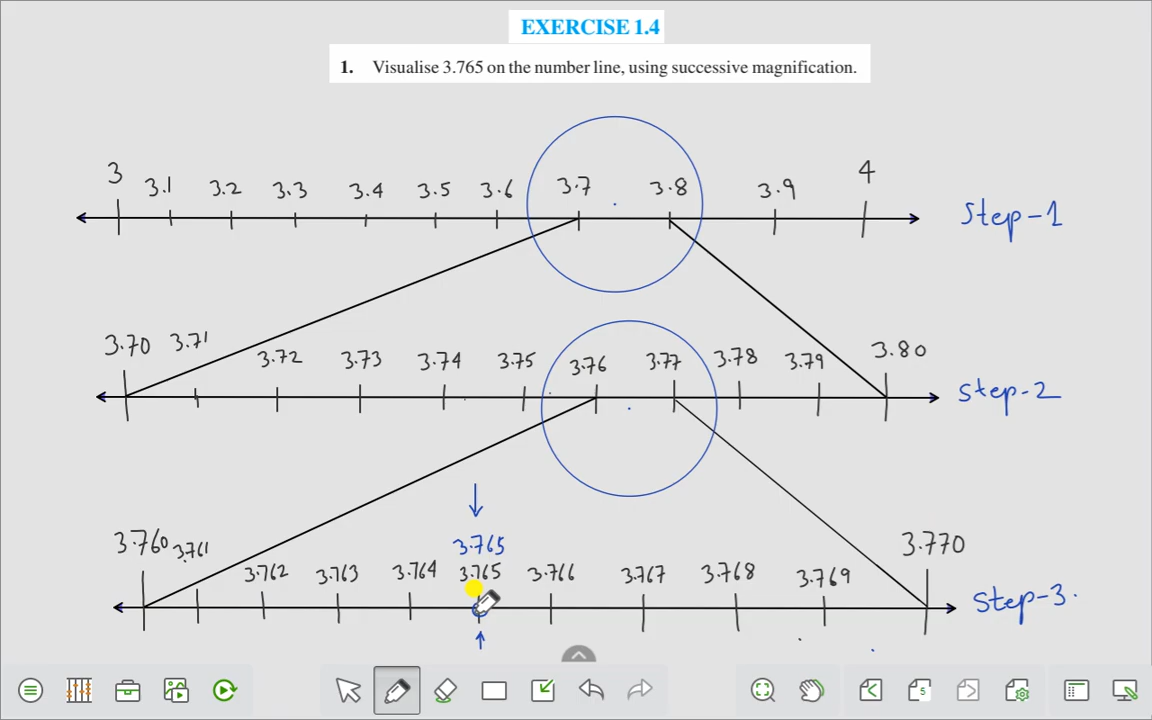 EXERCISE 1.4
1. Visualise 3.765 on the number line, using successive magnification.
3 3.1 3.2 3.3 3.4 3.5 3.6 3.7 3.8 3.9 4
Step-1
3.70 3.71 3.72 3.73 3.74 3.75 3.76 3.77 3.78 3.79 3.80
Step-2
3.765
3.760 3.761 3.762 3.763 3.764 3.765 3.766 3.767 3.768 3.769 3.770
Step-3.
5